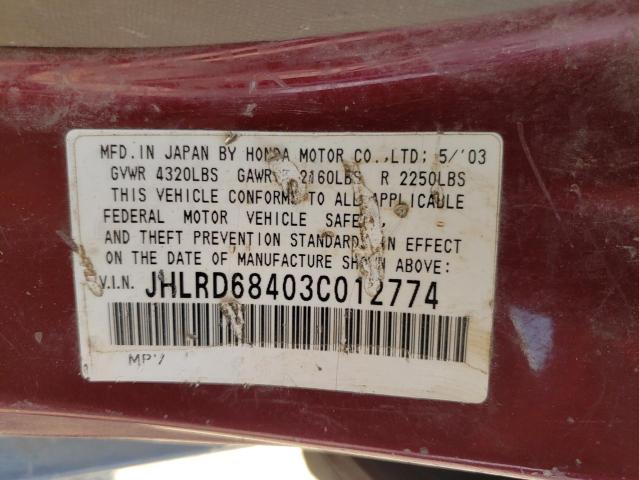 MFD.IN JAPAN BY HONDA MOTOR CO.,LTD; 5/'03
GVWR 4320LBS GAWR 2160LBS R 2250LBS
THIS VEHICLE CONFORMS TO ALL APPLICABLE
FEDERAL MOTOR VEHICLE SAFETY,
AND THEFT PREVENTION STANDARDS IN EFFECT
ON THE DATE OF MANUFACTURE SHOWN ABOVE:
V.I.N. JHLRD68403C012774